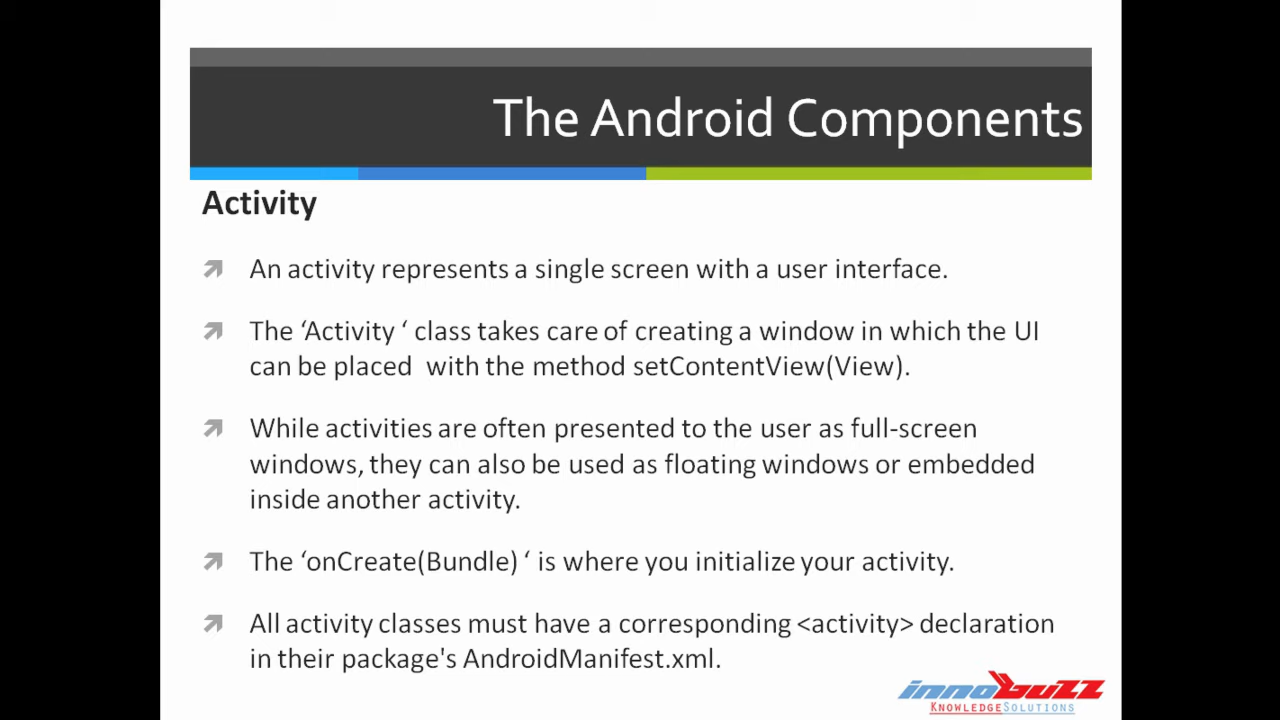 The Android Components
Activity
An activity represents a single screen with a user interface.
The ‘Activity ‘ class takes care of creating a window in which the UI
can be placed  with the method setContentView(View).
While activities are often presented to the user as full-screen
windows, they can also be used as floating windows or embedded
inside another activity.
The ‘onCreate(Bundle) ‘ is where you initialize your activity.
All activity classes must have a corresponding <activity> declaration
in their package's AndroidManifest.xml.
innobuzz
KNOWLEDGESOLUTIONS